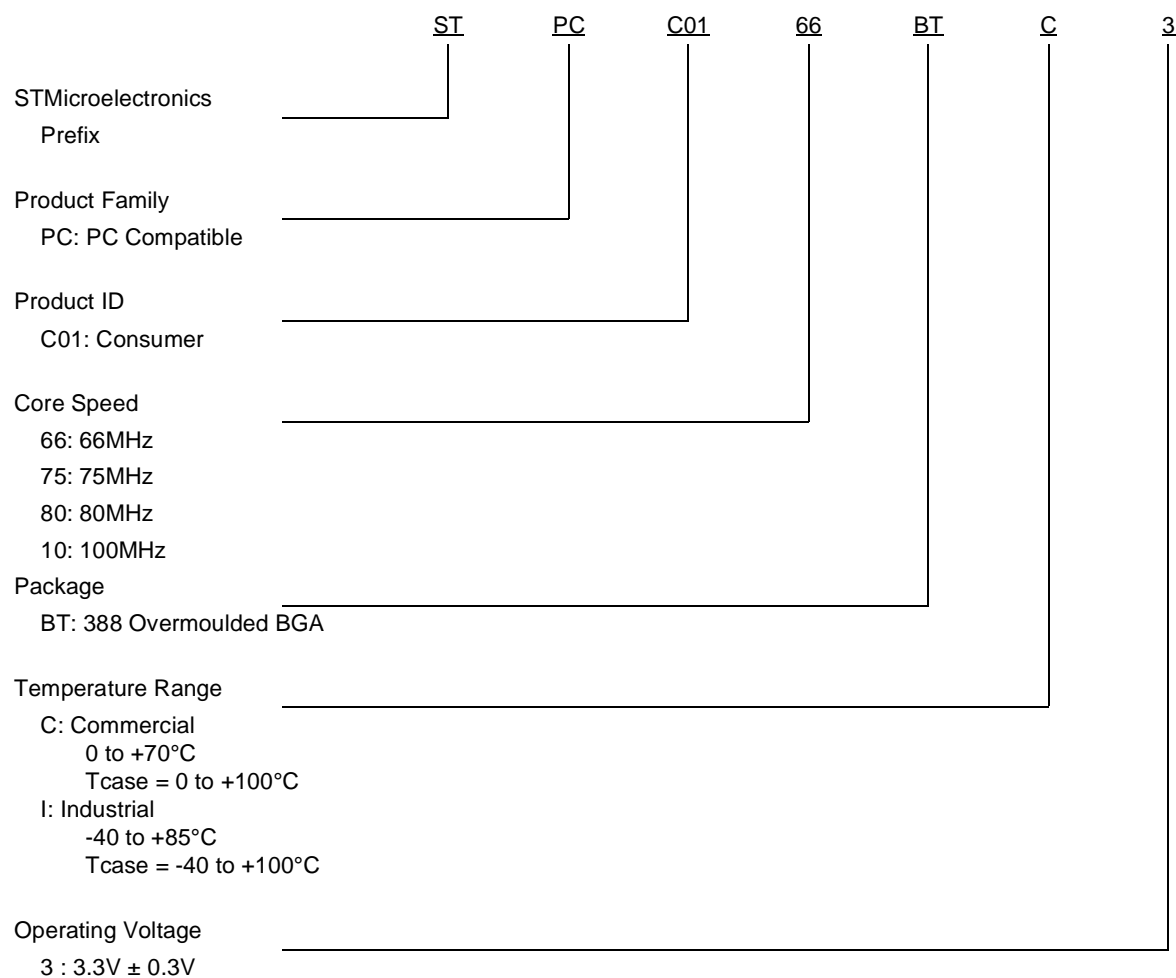 ST PC C01 66 BT C 3
STMicroelectronics
Prefix
Product Family
PC: PC Compatible
Product ID
C01: Consumer
Core Speed
66: 66MHz
75: 75MHz
80: 80MHz
10: 100MHz
Package
BT: 388 Overmoulded BGA
Temperature Range
C: Commercial
0 to +70°C
Tcase = 0 to +100°C
I: Industrial
-40 to +85°C
Tcase = -40 to +100°C
Operating Voltage
3 : 3.3V ± 0.3V